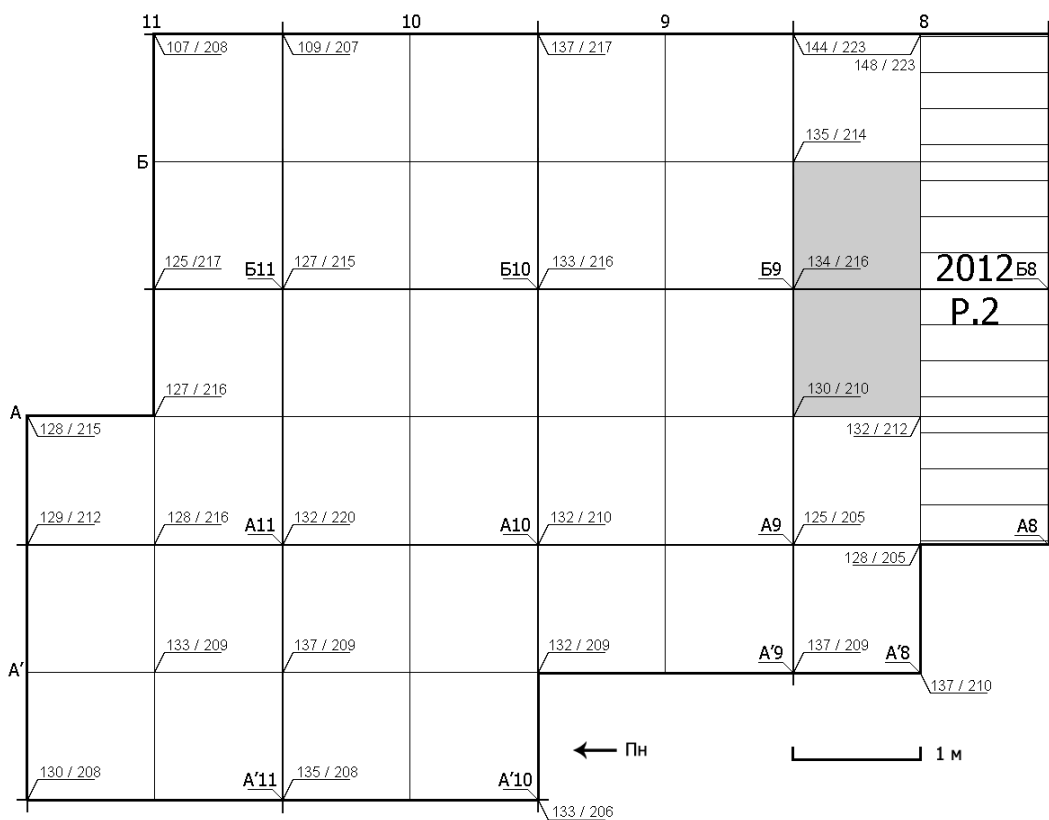 11 10 9 8
107 / 208 109 / 207 137 / 217 144 / 223
148 / 223
135 / 214
Б
125 /217 Б11 127 / 215 Б10 133 / 216 Б9 134 / 216 2012 Б8
Р.2
127 / 216 130 / 210
А
128 / 215 132 / 212
129 / 212 128 / 216 А11 132 / 220 А10 132 / 210 А9 125 / 205 А8
128 / 205
133 / 209 137 / 209 132 / 209 А'9 137 / 209 А'8
А'
137 / 210
Пн 1 м
130 / 208 А'11 135 / 208 А'10
133 / 206